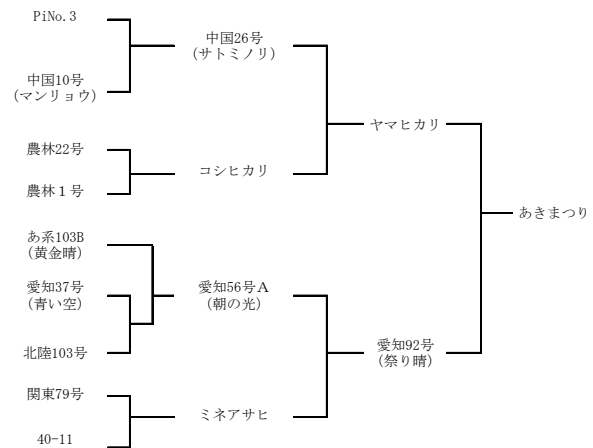 PiNo.3
中国10号
(マンリョウ)
農林22号
農林１号
あ系103B
(黄金晴)
愛知37号
(青い空)
北陸103号
関東79号
40-11
中国26号
(サトミノリ)
コシヒカリ
愛知56号Ａ
(朝の光)
ミネアサヒ
ヤマヒカリ
愛知92号
(祭り晴)
あきまつり